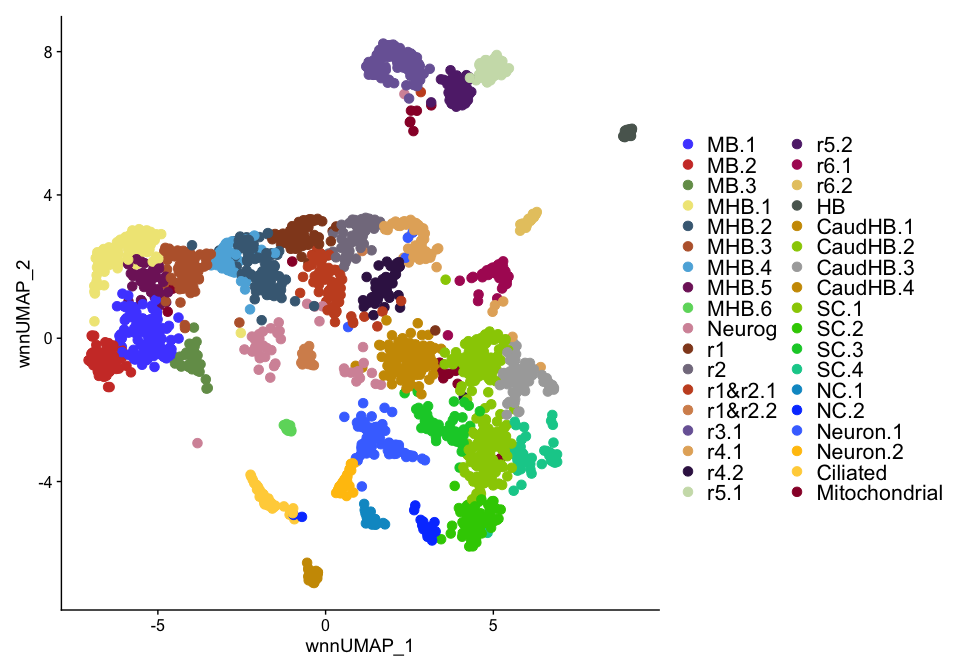 8
4
0
-4
wnnUMAP_2
-5
0
5
wnnUMAP_1
MB.1
MB.2
MB.3
MHB.1
MHB.2
MHB.3
MHB.4
MHB.5
MHB.6
Neurog
r1
r2
r1&r2.1
r1&r2.2
r3.1
r4.1
r4.2
r5.1
r5.2
r6.1
r6.2
HB
CaudHB.1
CaudHB.2
CaudHB.3
CaudHB.4
SC.1
SC.2
SC.3
SC.4
NC.1
NC.2
Neuron.1
Neuron.2
Ciliated
Mitochondrial